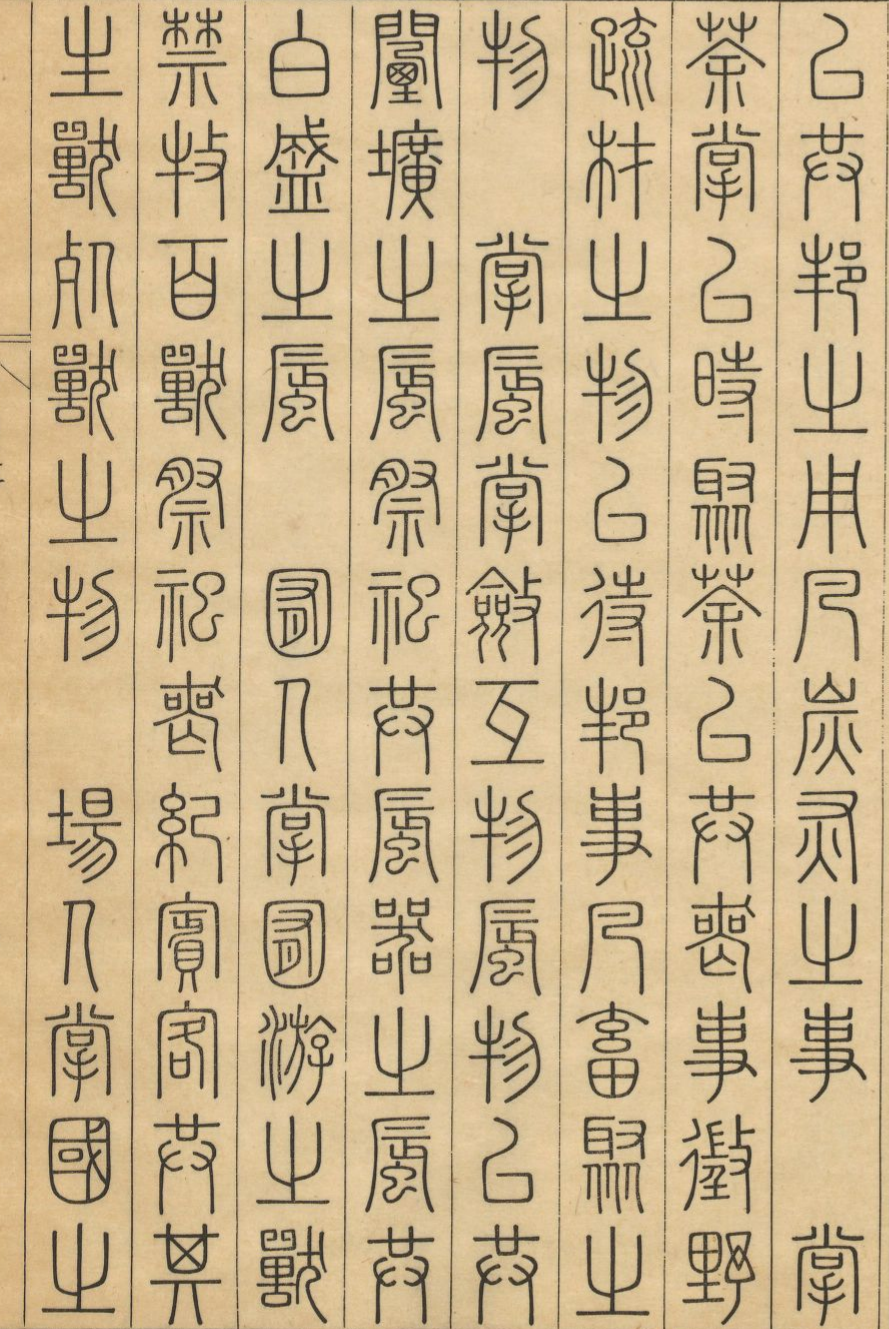 以共邦之用凡炭灰之事　掌
荼掌以時聚荼以共喪事徵野
疏材之物以待邦事凡畜聚之
物　掌蜃掌斂互物蜃物以共
闉壙之蜃祭祀共蜃器之蜃共
白盛之蜃　囿人掌囿游之獸
禁牧百獸祭祀喪紀賓客共其
生獸死獸之物　場人掌國之